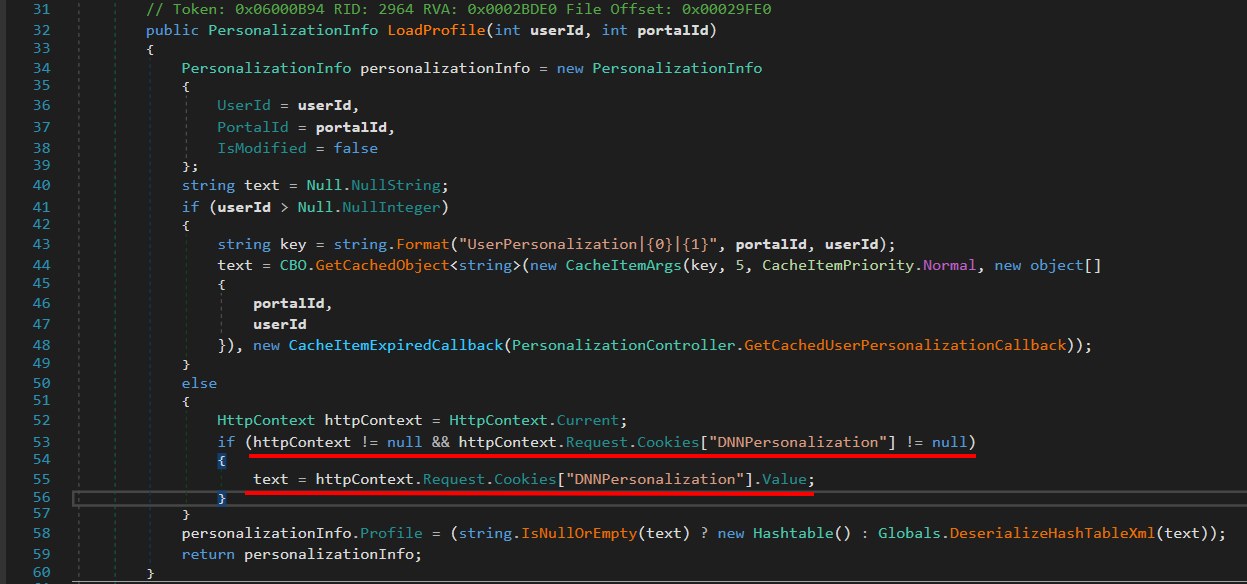 31 // Token: 0x06000B94 RID: 2964 RVA: 0x0002BDE0 File Offset: 0x00029FE0
32 public PersonalizationInfo LoadProfile(int userId, int portalId)
33 {
34 PersonalizationInfo personalizationInfo = new PersonalizationInfo
35 {
36 UserId = userId,
37 PortalId = portalId,
38 IsModified = false
39 };
40 string text = Null.NullString;
41 if (userId > Null.NullInteger)
42 {
43 string key = string.Format("UserPersonalization|{0}|{1}", portalId, userId);
44 text = CBO.GetCachedObject<string>(new CacheItemArgs(key, 5, CacheItemPriority.Normal, new object[]
45 {
46 portalId,
47 userId
48 }), new CacheItemExpiredCallback(PersonalizationController.GetCachedUserPersonalizationCallback));
49 }
50 else
51 {
52 HttpContext httpContext = HttpContext.Current;
53 if (httpContext != null && httpContext.Request.Cookies["DNNPersonalization"] != null)
54 {
55 text = httpContext.Request.Cookies["DNNPersonalization"].Value;
56 }
57 }
58 personalizationInfo.Profile = (string.IsNullOrEmpty(text) ? new Hashtable() : Globals.DeserializeHashTableXml(text));
59 return personalizationInfo;
60 }